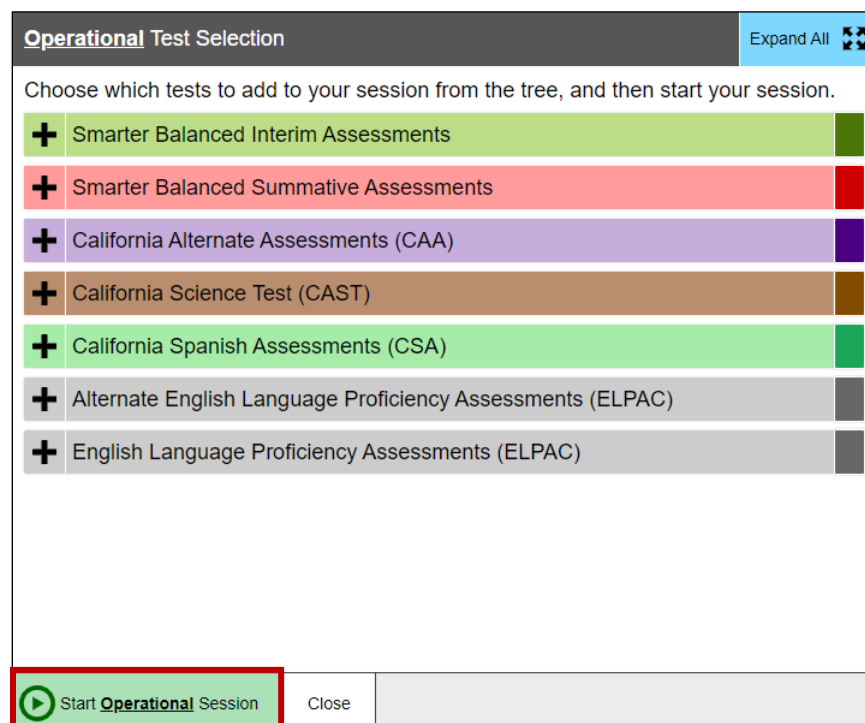 Operational Test Selection
Expand All
Choose which tests to add to your session from the tree, and then start your session.
Smarter Balanced Interim Assessments
Smarter Balanced Summative Assessments
California Alternate Assessments (CAA)
California Science Test (CAST)
California Spanish Assessments (CSA)
Alternate English Language Proficiency Assessments (ELPAC)
English Language Proficiency Assessments (ELPAC)
Start Operational Session
Close